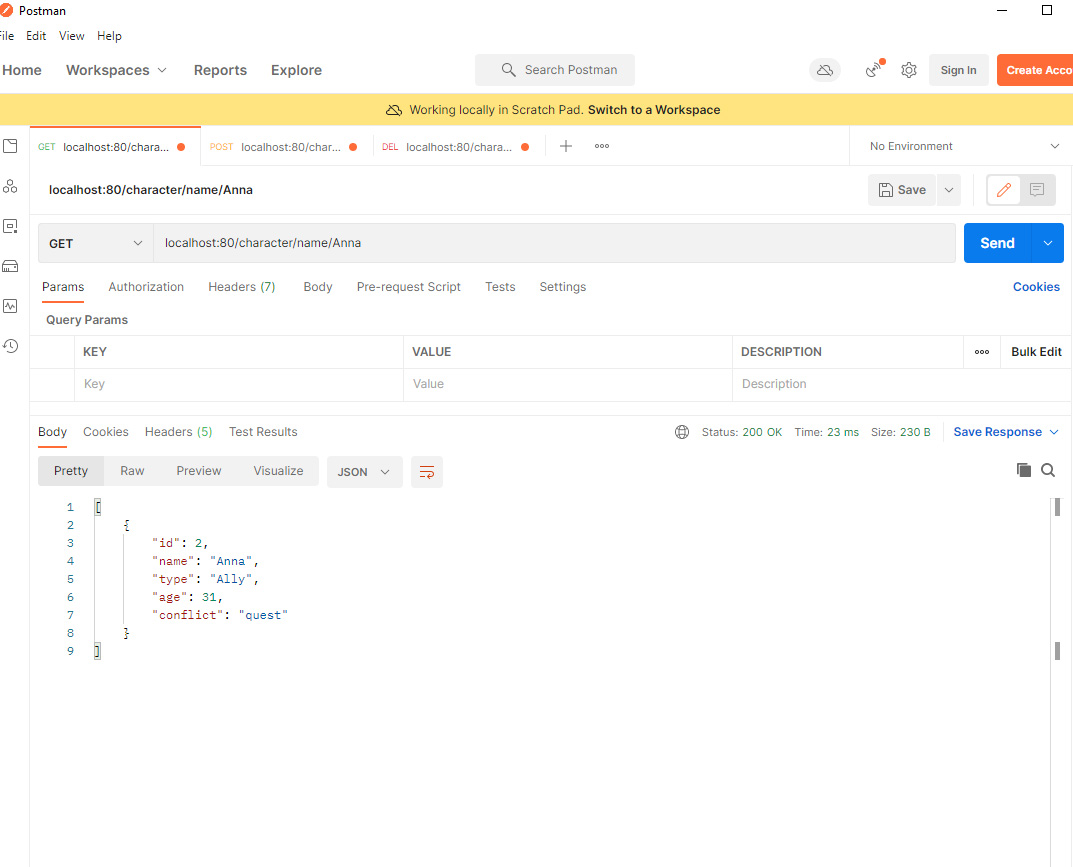 Postman
File Edit View Help
Home Workspaces Reports Explore Search Postman Sign In Create Acco
Working locally in Scratch Pad. Switch to a Workspace
GET localhost:80/chara... POST localhost:80/char... DEL localhost:80/chara... No Environment
localhost:80/character/name/Anna Save
GET localhost:80/character/name/Anna Send
Params Authorization Headers (7) Body Pre-request Script Tests Settings Cookies
Query Params
KEY VALUE DESCRIPTION Bulk Edit
Key Value Description
Body Cookies Headers (5) Test Results Status: 200 OK Time: 23 ms Size: 230 B Save Response
Pretty Raw Preview Visualize JSON
1 [
2 {
3 "id": 2,
4 "name": "Anna",
5 "type": "Ally",
6 "age": 31,
7 "conflict": "quest"
8 }
9 ]